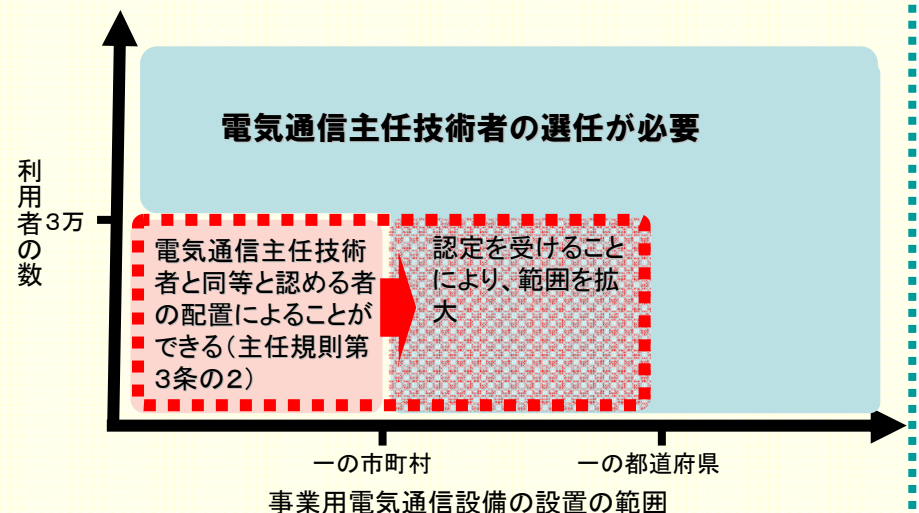 電気通信主任技術者の選任が必要
利用者の数
3万
電気通信主任技術
者と同等と認める者
の配置によることが
できる(主任規則第
3条の2)
認定を受けること
により、範囲を拡
大
一の市町村
一の都道府県
事業用電気通信設備の設置の範囲